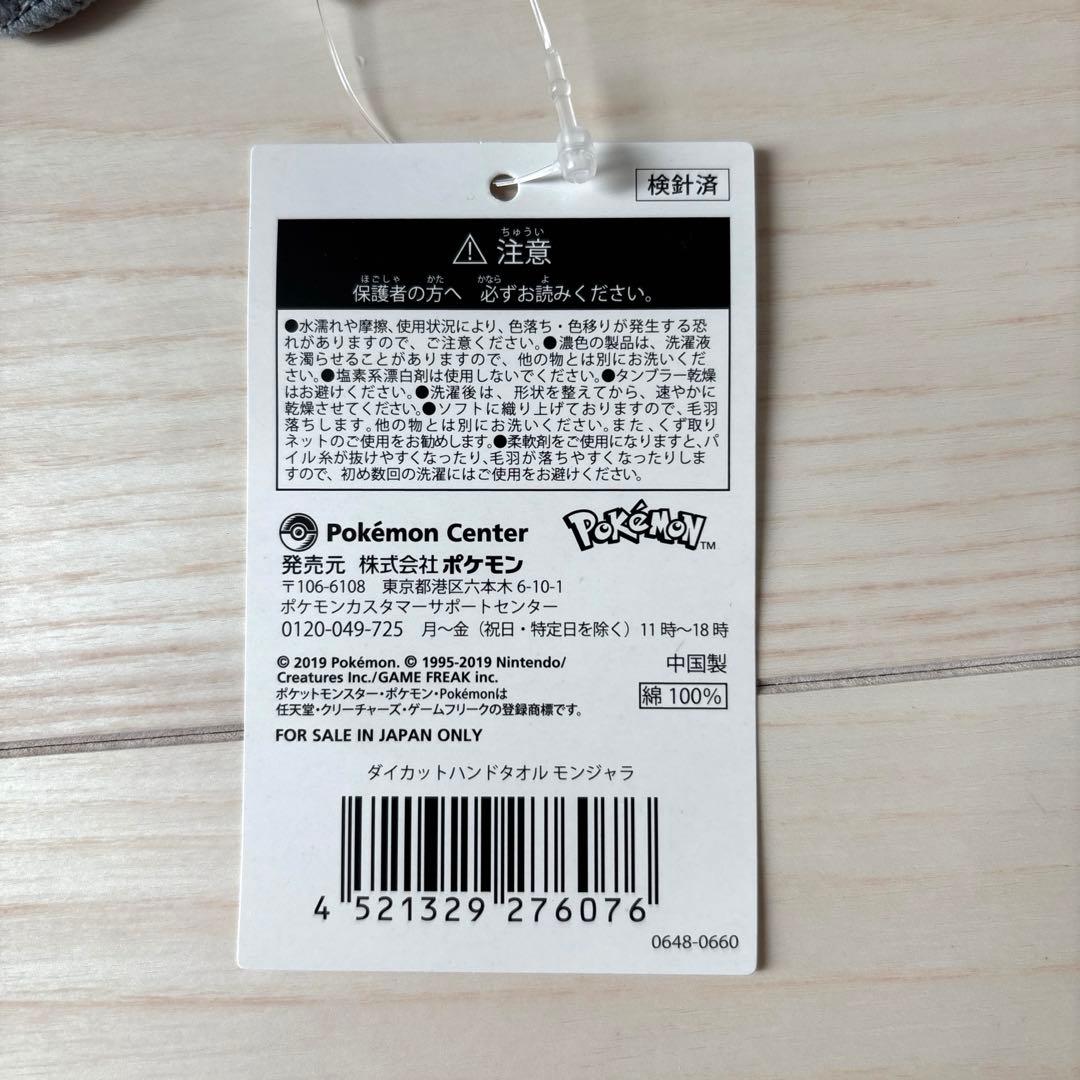 検針済
ちゅうい
⚠ 注意
ほごしゃ かた かなら よ
保護者の方へ 必ずお読みください。
●水濡れや摩擦、使用状況により、色落ち・色移りが発生する恐
れがありますので、ご注意ください。●濃色の製品は、洗濯液
を濁らせることがありますので、他の物とは別にお洗いくだ
さい。●塩素系漂白剤は使用しないでください。●タンブラー乾燥
はお避けください。●洗濯後は、形状を整えてから、速やかに
乾燥させてください。●ソフトに織り上げておりますので、毛羽
落ちします。他の物とは別にお洗いください。また、くず取り
ネットのご使用をお勧めします。●柔軟剤をご使用になりますと、パ
イル糸が抜けやすくなったり、毛羽が落ちやすくなったりしま
すので、初め数回の洗濯にはご使用をお避けください。
Pokémon Center POKéMON™
発売元 株式会社ポケモン
〒106-6108 東京都港区六本木 6-10-1
ポケモンカスタマーサポートセンター
0120-049-725 月〜金（祝日・特定日を除く）11時〜18時
© 2019 Pokémon. © 1995-2019 Nintendo/
Creatures Inc./GAME FREAK inc.
中国製
ポケットモンスター・ポケモン・Pokémonは
任天堂・クリーチャーズ・ゲームフリークの登録商標です。
綿 100%
FOR SALE IN JAPAN ONLY
ダイカットハンドタオル モンジャラ
4 521329 276076
0648-0660